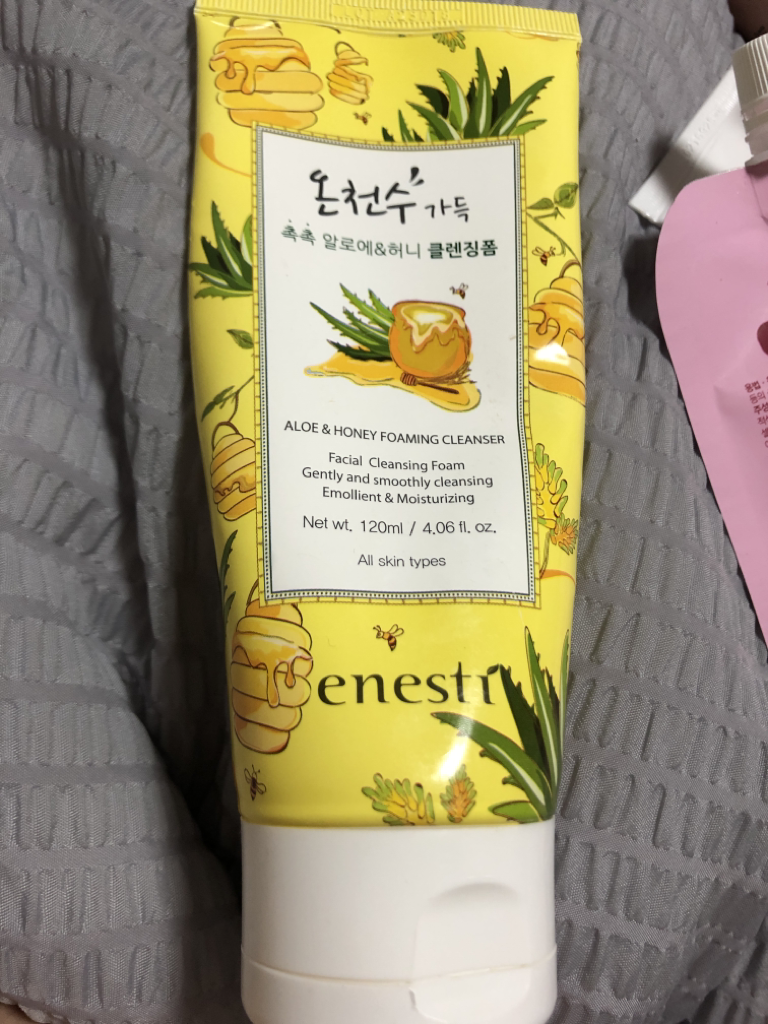 온천수 가득
촉촉 알로에&허니 클렌징폼
ALOE & HONEY FOAMING CLEANSER
Facial Cleansing Foam
Gently and smoothly cleansing
Emollient & Moisturizing
Net wt. 120ml / 4.06 fl. oz.
All skin types
enesti